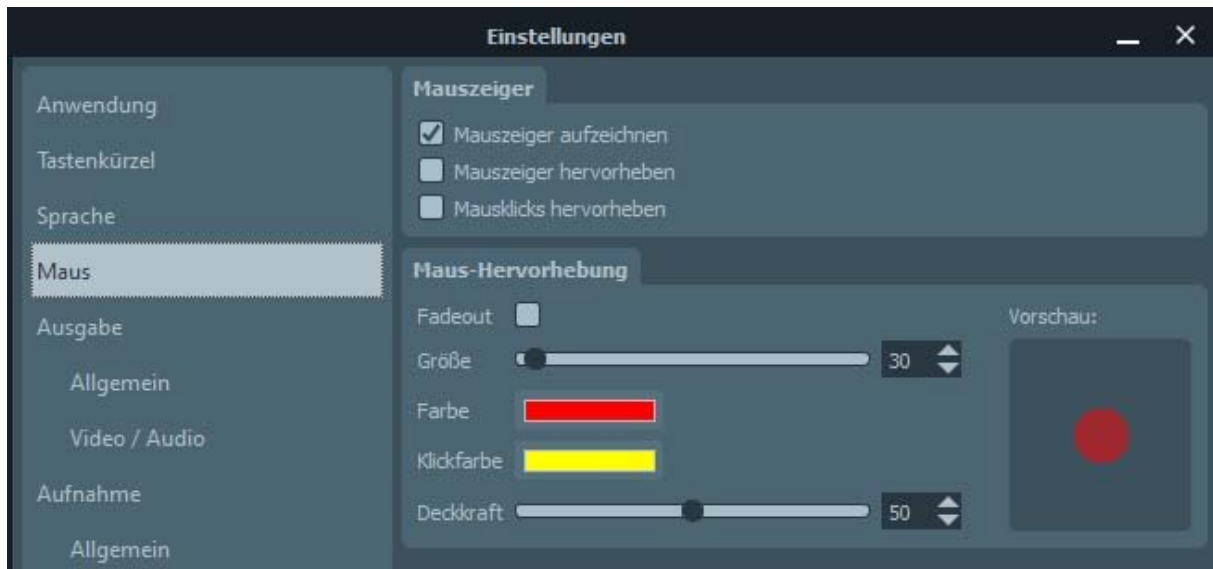 Einstellungen
Anwendung
Tastenkürzel
Sprache
Maus
Ausgabe
Allgemein
Video / Audio
Aufnahme
Allgemein
Mauszeiger
Mauszeiger aufzeichnen
Mauszeiger hervorheben
Mausklicks hervorheben
Maus-Hervorhebung
Fadeout
Größe 30
Farbe
Klickfarbe
Deckkraft 50
Vorschau: